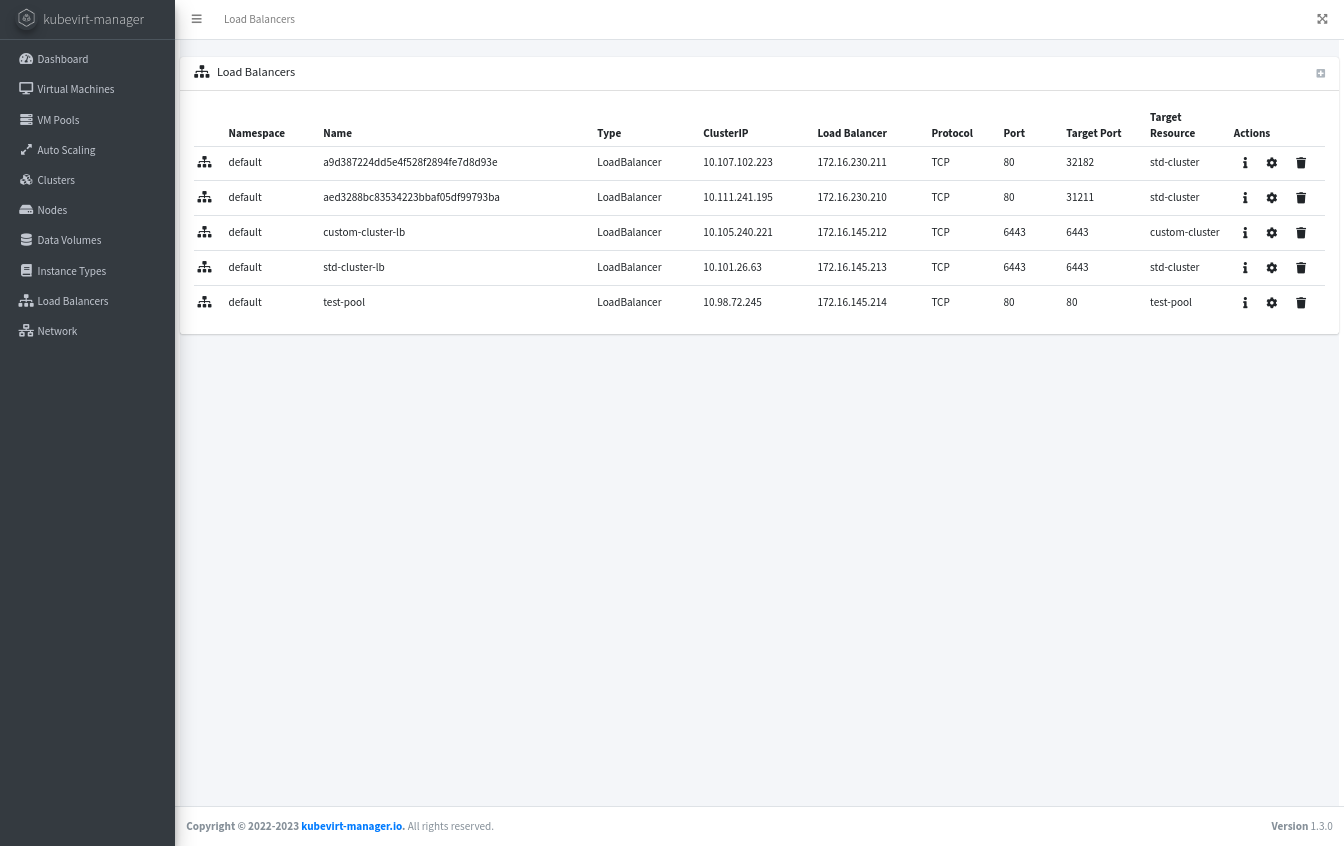 kubevirt-manager
Load Balancers
Dashboard
Virtual Machines
VM Pools
Auto Scaling
Clusters
Nodes
Data Volumes
Instance Types
Load Balancers
Network
Load Balancers
Namespace Name Type ClusterIP Load Balancer Protocol Port Target Port Target Resource Actions
default a9d387224dd5e4f528f2894fe7d8d93e LoadBalancer 10.107.102.223 172.16.230.211 TCP 80 32182 std-cluster
default aed3288bc83534223bbaf05df99793ba LoadBalancer 10.111.241.195 172.16.230.210 TCP 80 31211 std-cluster
default custom-cluster-lb LoadBalancer 10.105.240.221 172.16.145.212 TCP 6443 6443 custom-cluster
default std-cluster-lb LoadBalancer 10.101.26.63 172.16.145.213 TCP 6443 6443 std-cluster
default test-pool LoadBalancer 10.98.72.245 172.16.145.214 TCP 80 80 test-pool
Copyright © 2022-2023 kubevirt-manager.io. All rights reserved.
Version 1.3.0